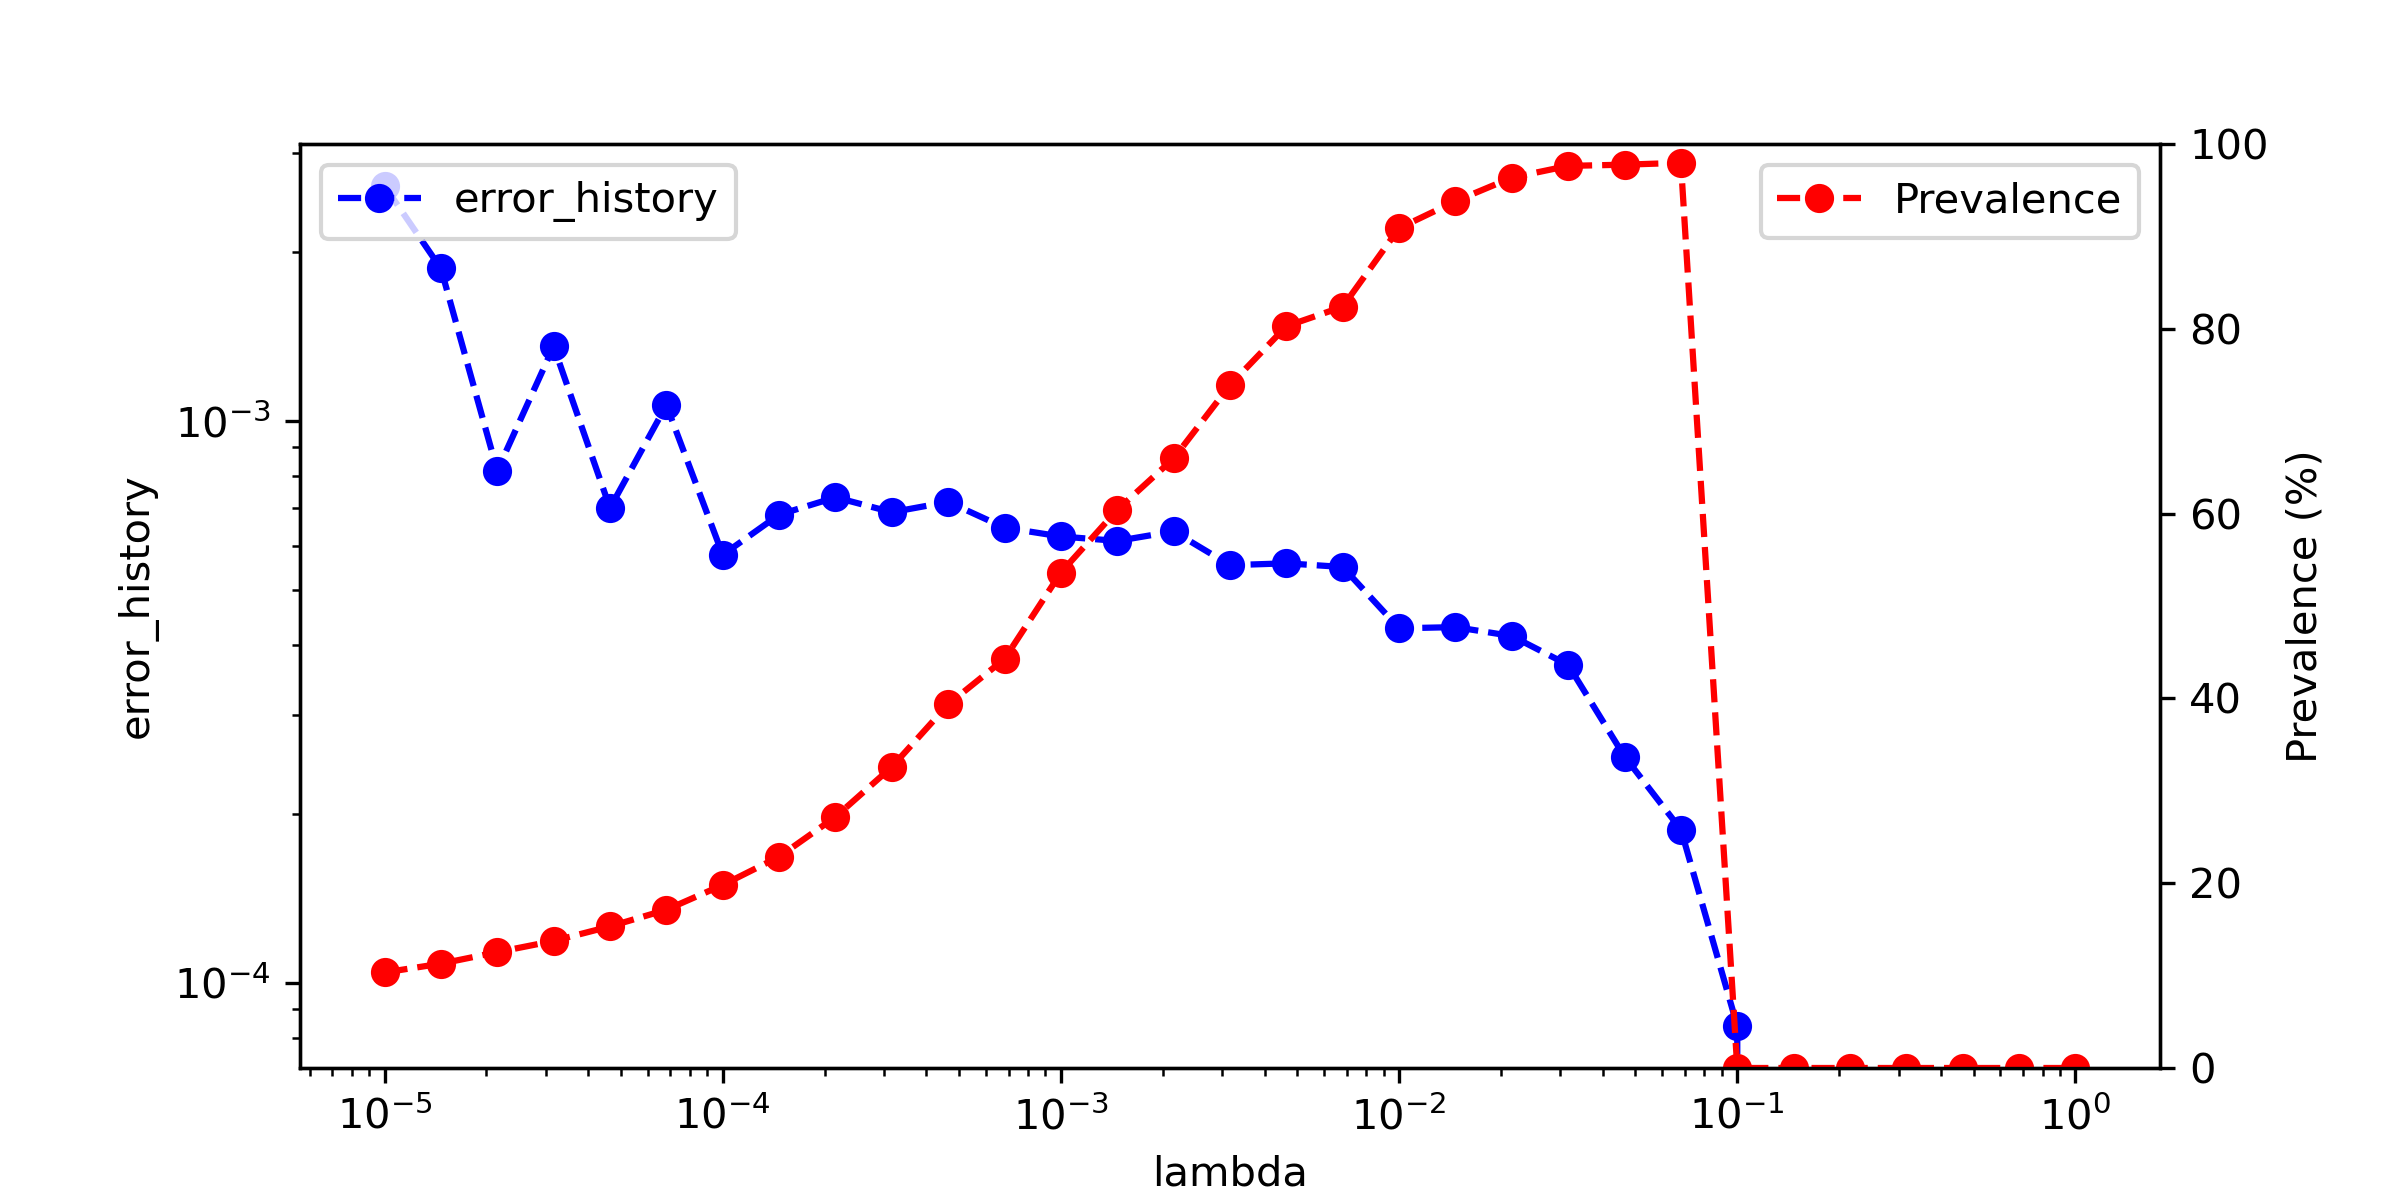 error_history
Prevalence
10⁻³
10⁻⁴
error_history
100
80
60
40
20
0
Prevalence (%)
10⁻⁵
10⁻⁴
10⁻³
10⁻²
10⁻¹
10⁰
lambda